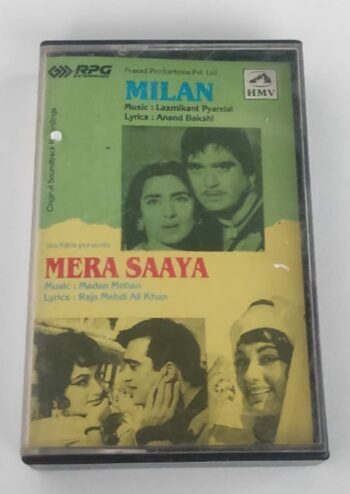 RPG
ENTERPRISES
HMV
Original Soundtrack Recordings
Prasad Productions Pvt. Ltd.
MILAN
Music : Laxmikant Pyarelal
Lyrics : Anand Bakshi
Suchitra presents
MERA SAAYA
Music : Madan Mohan
Lyrics : Raja Mehdi Ali Khan